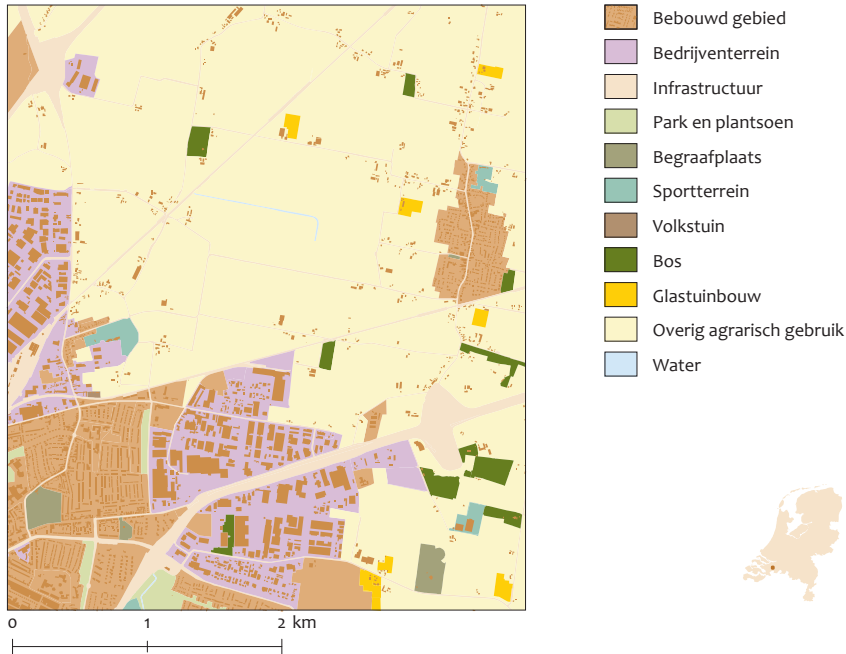 Bebouwd gebied
Bedrijventerrein
Infrastructuur
Park en plantsoen
Begraafplaats
Sportterrein
Volkstuin
Bos
Glastuinbouw
Overig agrarisch gebruik
Water
0 1 2 km